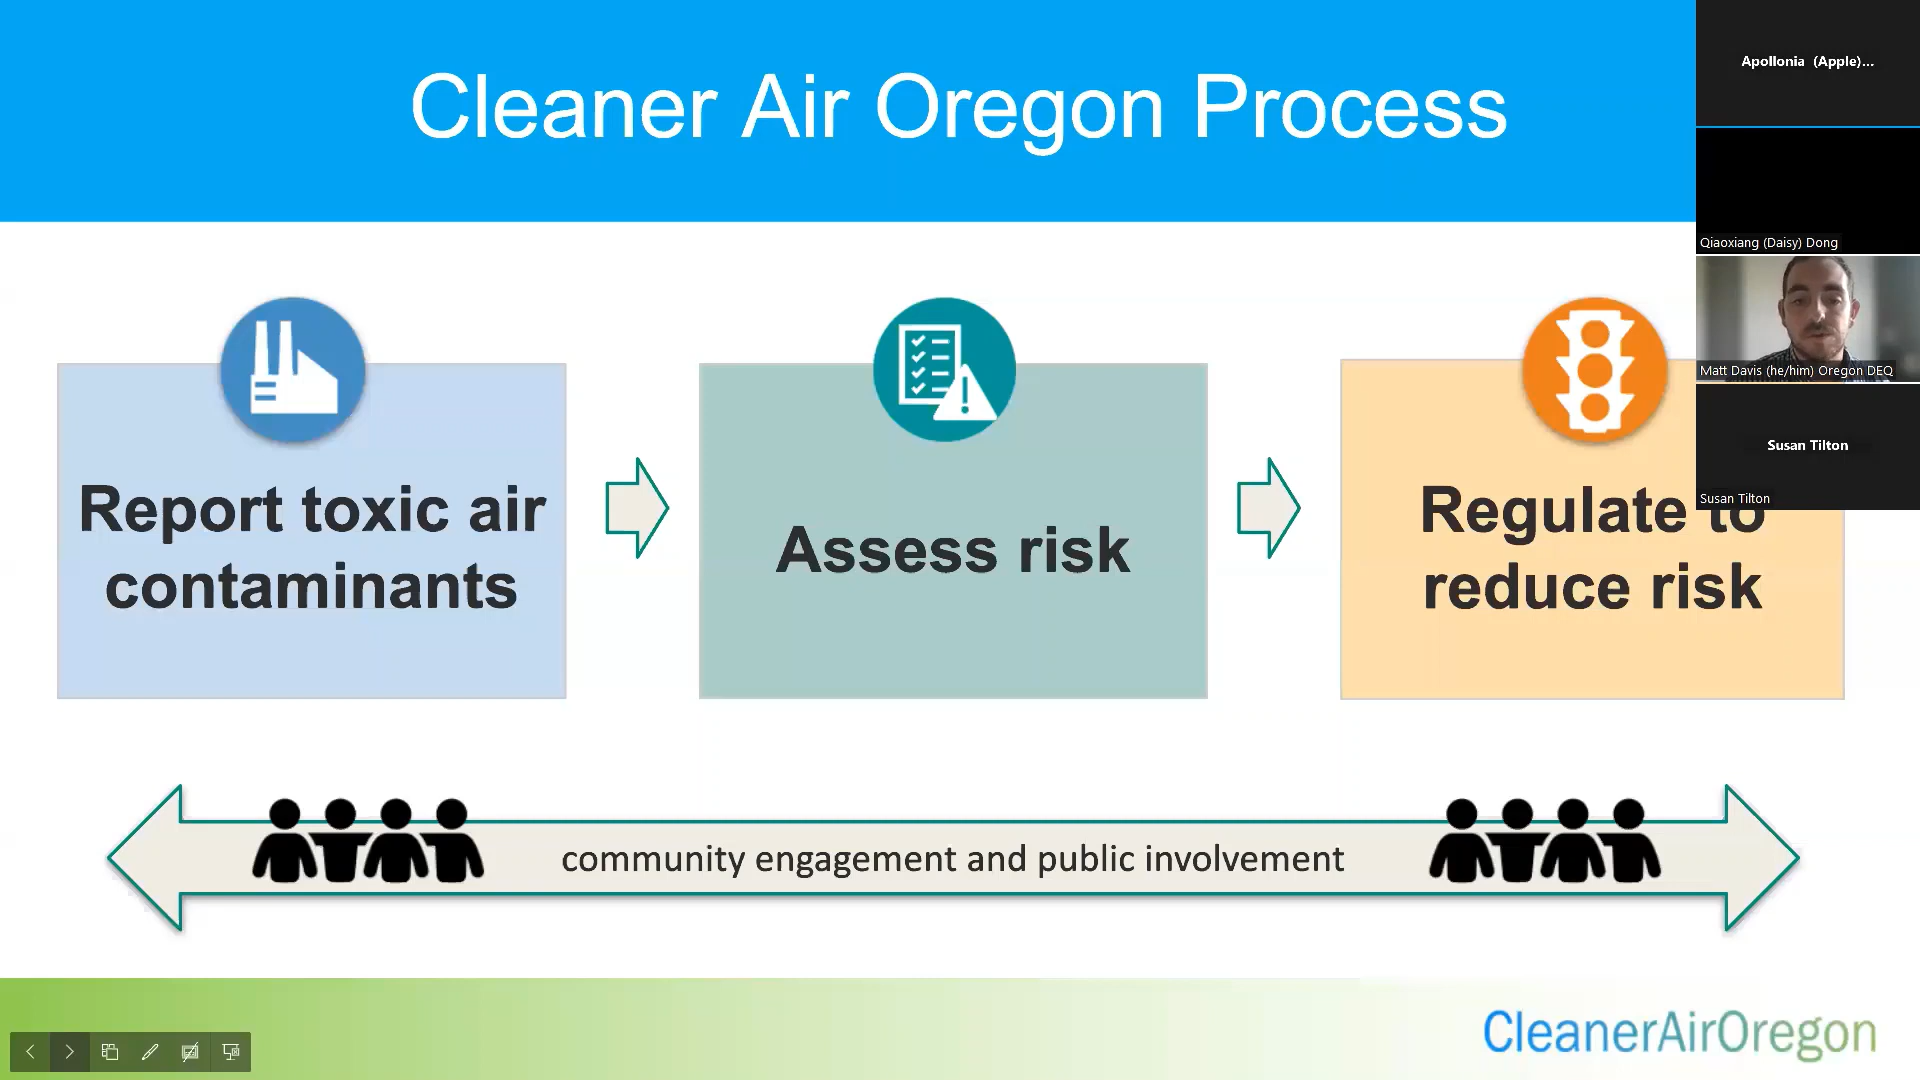 Cleaner Air Oregon Process
Apollonia (Apple)...
Qiaoxiang (Daisy) Dong
Matt Davis (he/him) Oregon DEQ
Susan Tilton
Susan Tilton
Report toxic air
contaminants
Assess risk
Regulate to
reduce risk
community engagement and public involvement
CleanerAirOregon